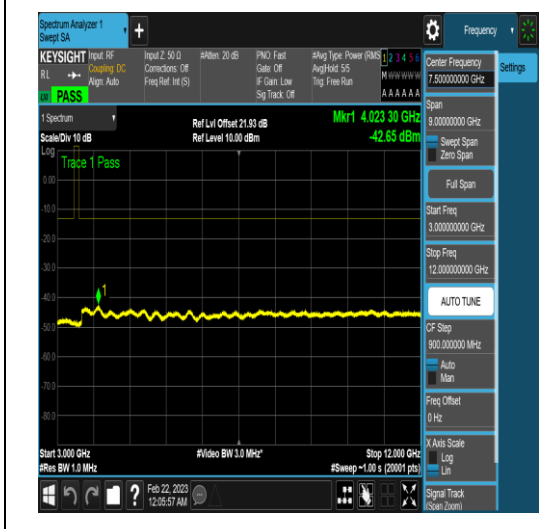 Spectrum Analyzer 1
Swept SA
+
Frequency
KEYSIGHT
RL
PASS
Input: RF
Coupling: DC
Align: Auto
Input Z: 50 Ω
Corrections: Off
Freq Ref: Int (S)
#Atten: 20 dB
PNO: Fast
Gate: Off
IF Gain: Low
Sig Track: Off
#Avg Type: Power (RMS
Avg|Hold: 5/5
Trig: Free Run
1 2 3 4 5 6
M W W W W W
A A A A A A
1 Spectrum
Scale/Div 10 dB
Ref Lvl Offset 21.93 dB
Ref Level 10.00 dBm
Mkr1 4.023 30 GHz
-42.65 dBm
Log
Trace 1 Pass
0.00
-10.0
-20.0
-30.0
-40.0
-50.0
-60.0
-70.0
-80.0
1
Start 3.000 GHz
#Res BW 1.0 MHz
#Video BW 3.0 MHz*
Stop 12.000 GHz
#Sweep ~1.00 s (20001 pts)
?
Feb 22, 2023
12:05:57 AM
Center Frequency
7.500000000 GHz
Span
9.00000000 GHz
Swept Span
Zero Span
Full Span
Start Freq
3.000000000 GHz
Stop Freq
12.000000000 GHz
AUTO TUNE
CF Step
900.000000 MHz
Auto
Man
Freq Offset
0 Hz
X Axis Scale
Log
Lin
Signal Track
(Span Zoom)
Settings